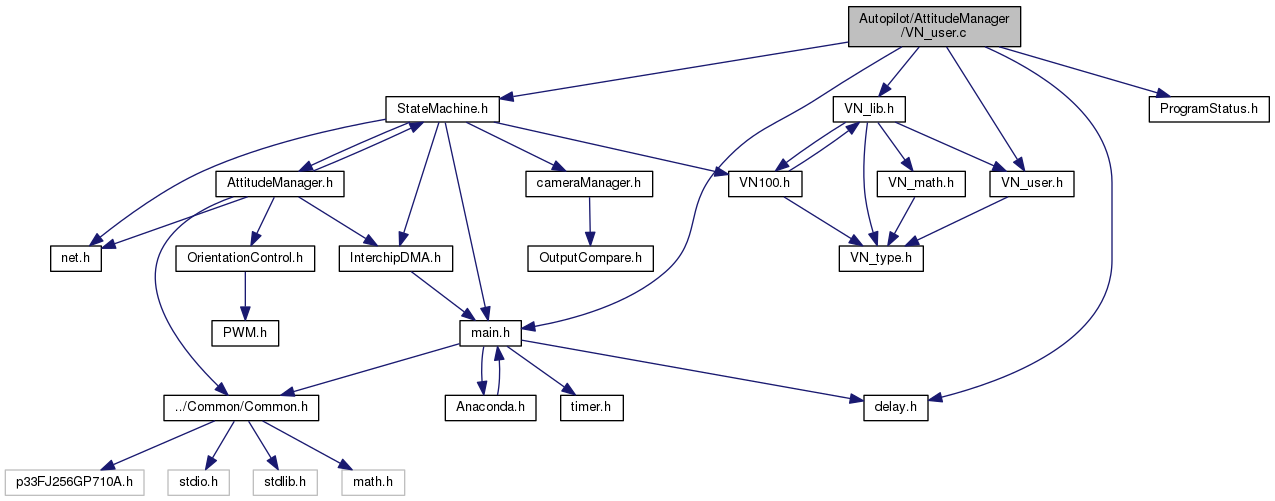 Autopilot/AttitudeManager
/VN_user.c
StateMachine.h
VN_lib.h
ProgramStatus.h
AttitudeManager.h
cameraManager.h
VN100.h
VN_math.h
VN_user.h
net.h
OrientationControl.h
InterchipDMA.h
OutputCompare.h
VN_type.h
PWM.h
main.h
../Common/Common.h
Anaconda.h
timer.h
delay.h
p33FJ256GP710A.h
stdio.h
stdlib.h
math.h